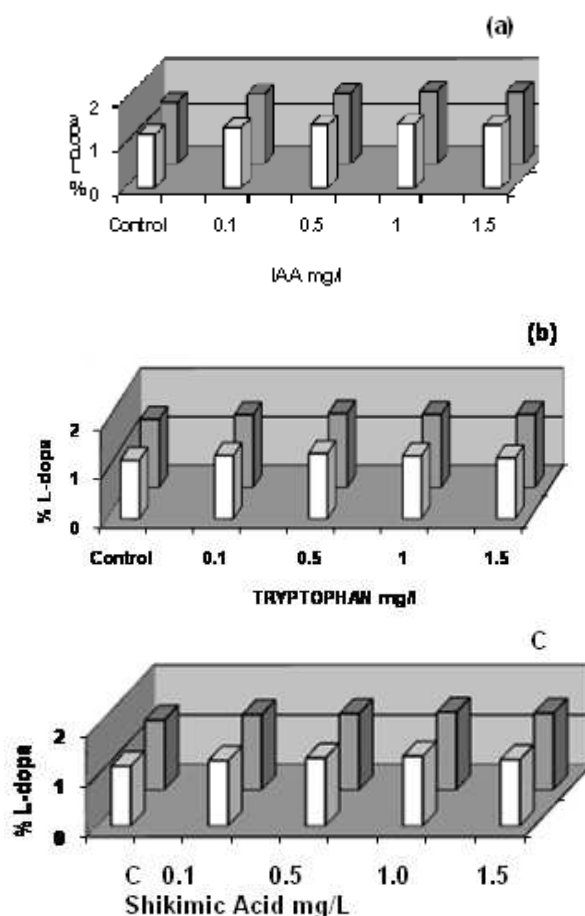 (a)
% L-dopa
2
1
0
Control 0.1 0.5 1 1.5
IAA mg/l
(b)
% L-dopa
2
1
0
Control 0.1 0.5 1 1.5
TRYPTOPHAN mg/l
C
% L-dopa
2
1
0
C 0.1 0.5 1.0 1.5
Shikimic Acid mg/L